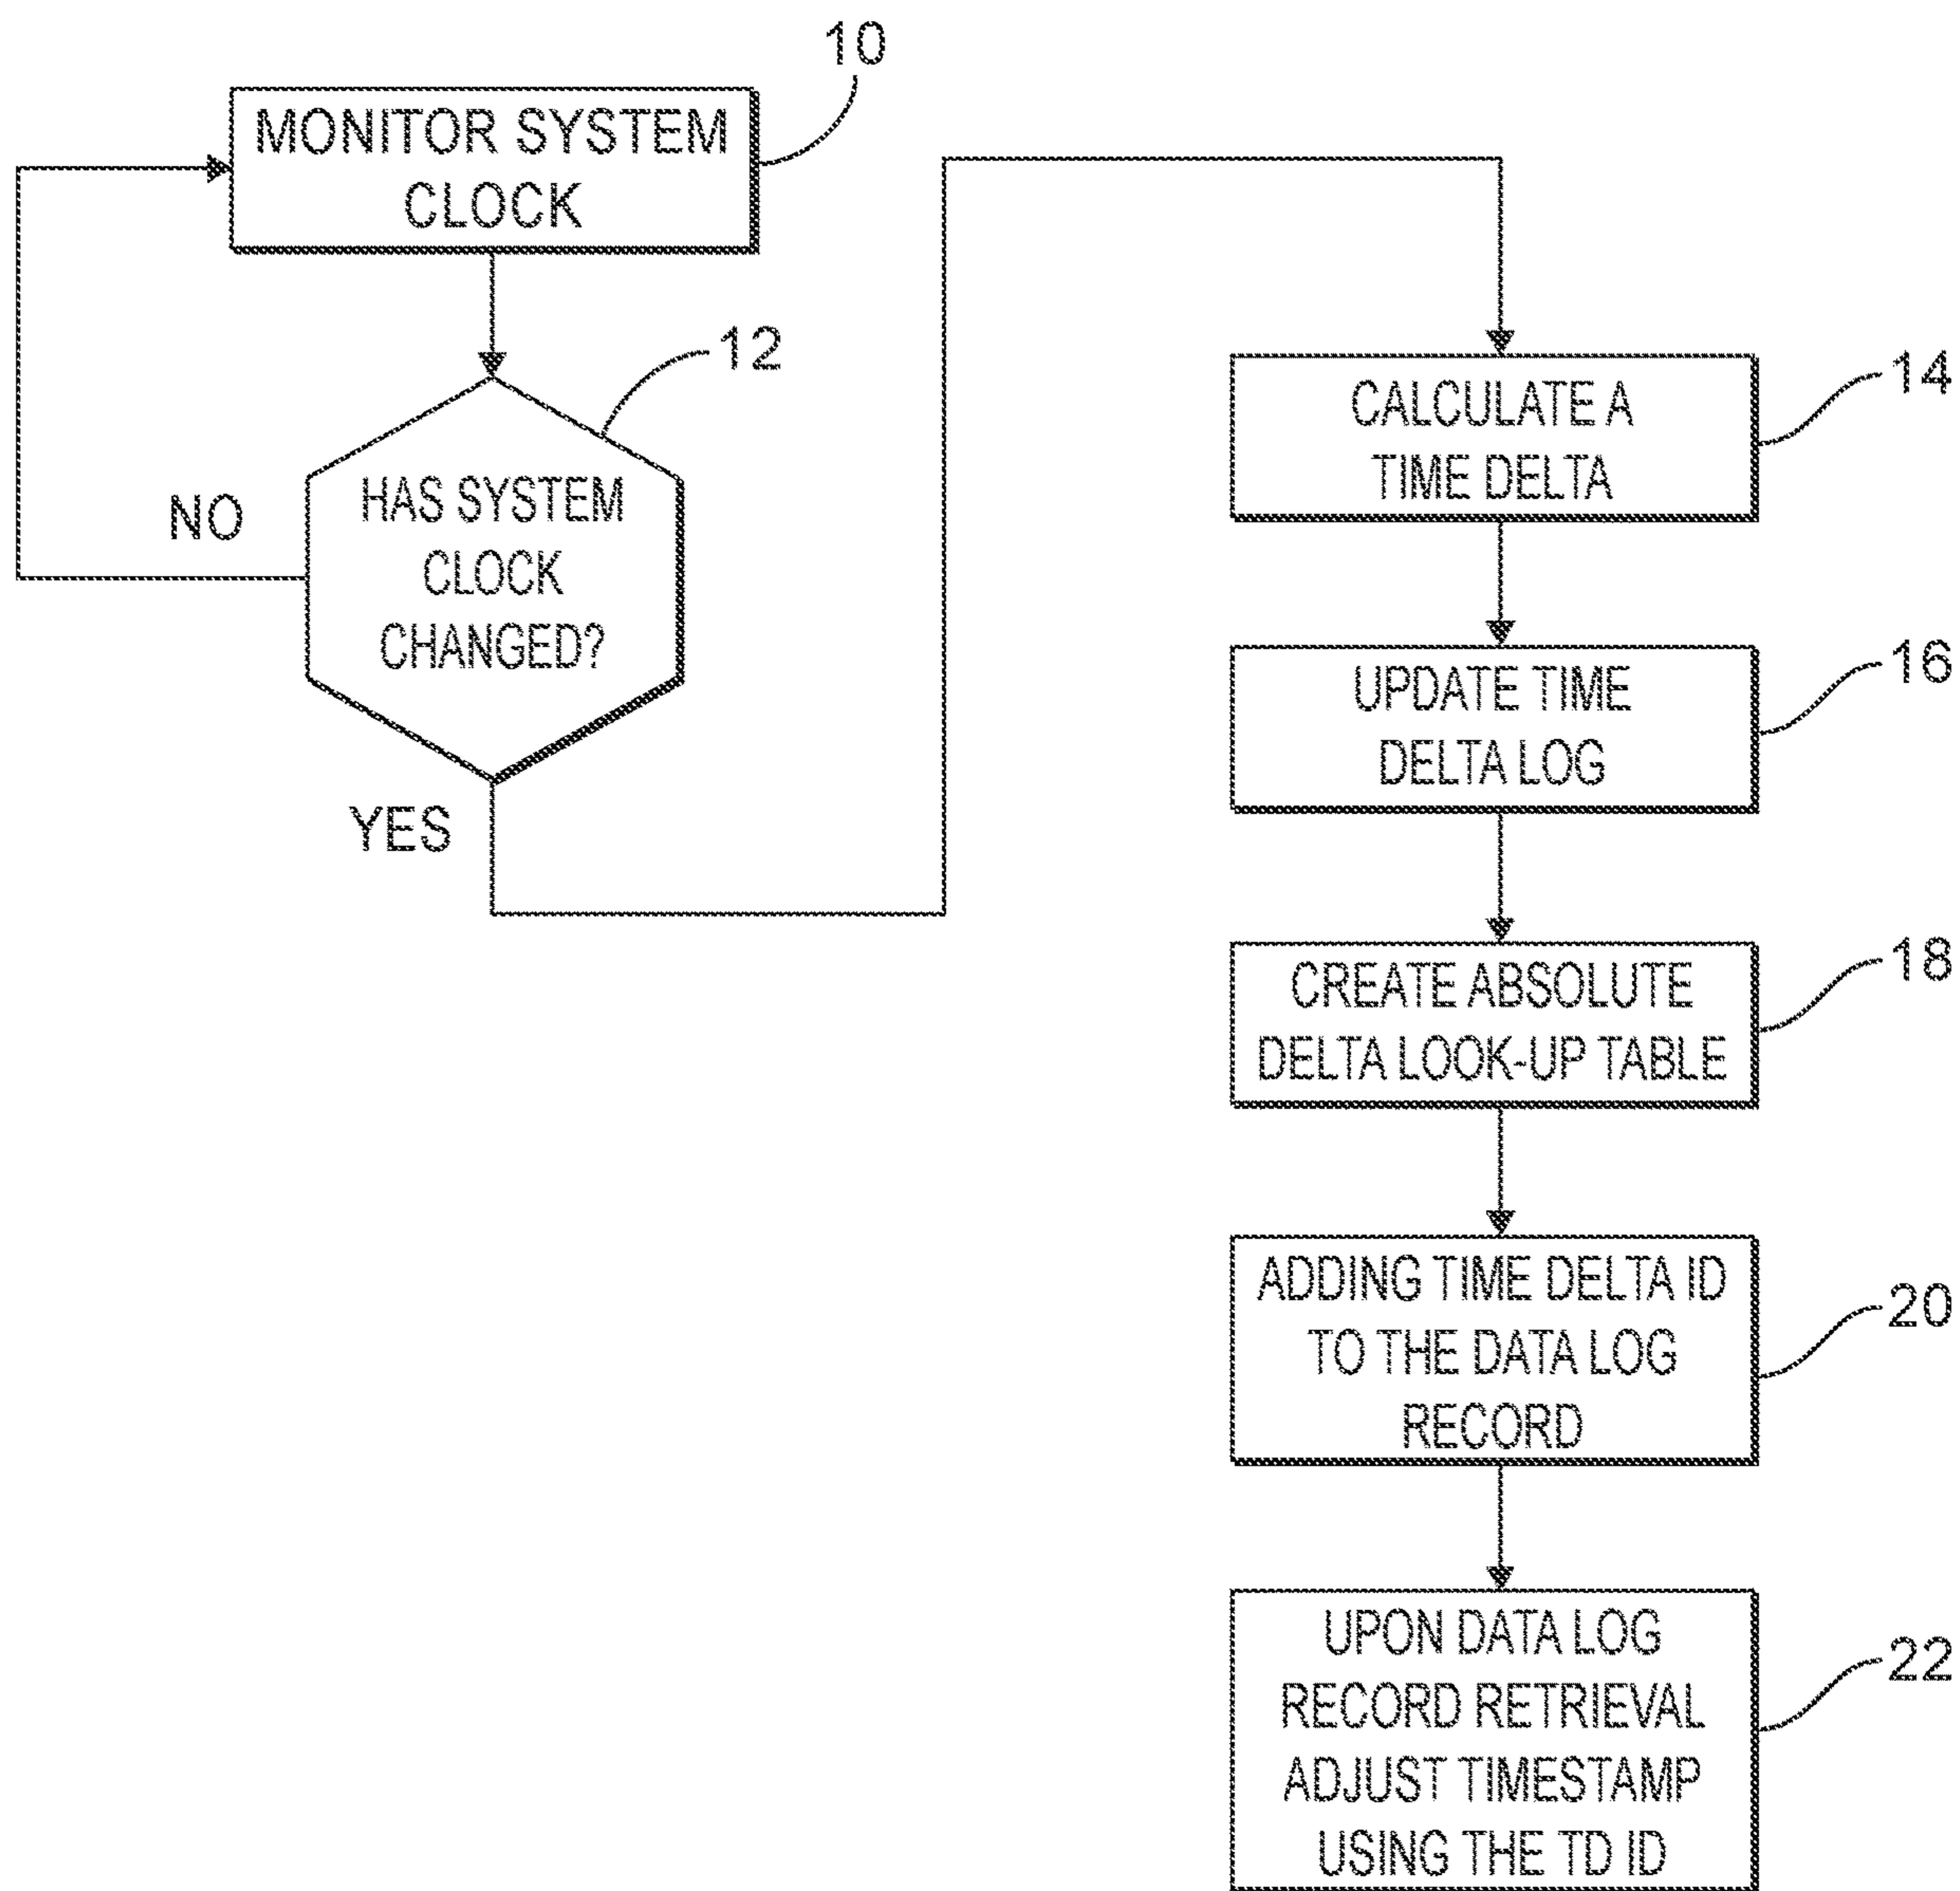 10
MONITOR SYSTEM
CLOCK
12
HAS SYSTEM
CLOCK
CHANGED?
NO
YES
14
CALCULATE A
TIME DELTA
16
UPDATE TIME
DELTA LOG
18
CREATE ABSOLUTE
DELTA LOOK-UP TABLE
20
ADDING TIME DELTA ID
TO THE DATA LOG
RECORD
22
UPON DATA LOG
RECORD RETRIEVAL
ADJUST TIMESTAMP
USING THE TD ID